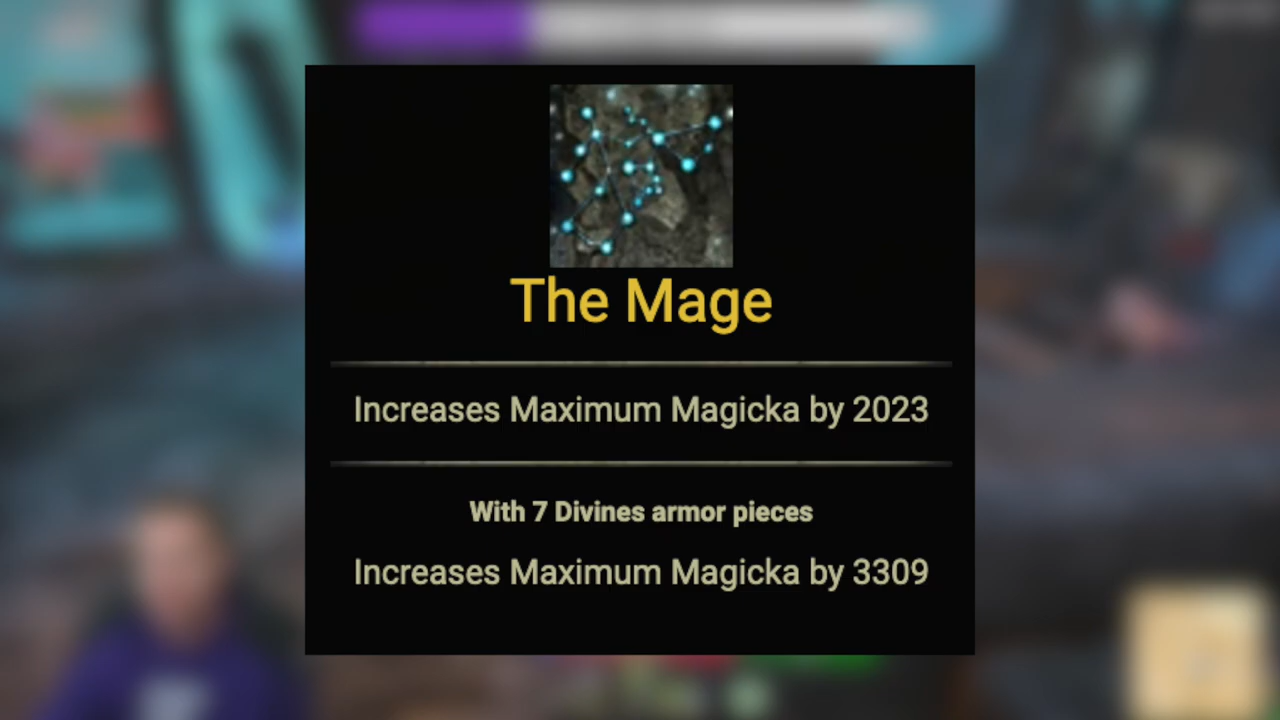 The Mage
Increases Maximum Magicka by 2023
With 7 Divines armor pieces
Increases Maximum Magicka by 3309